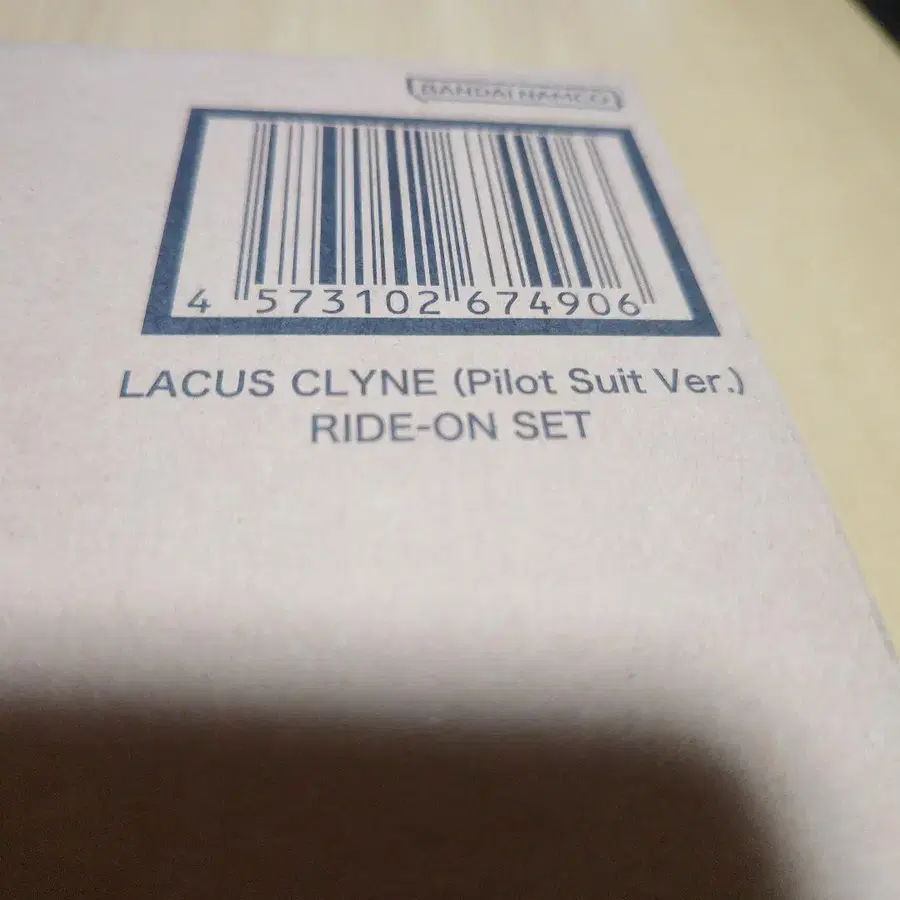 BANDAI NAMCO
4 573102 674906
LACUS CLYNE (Pilot Suit Ver.)
RIDE-ON SET